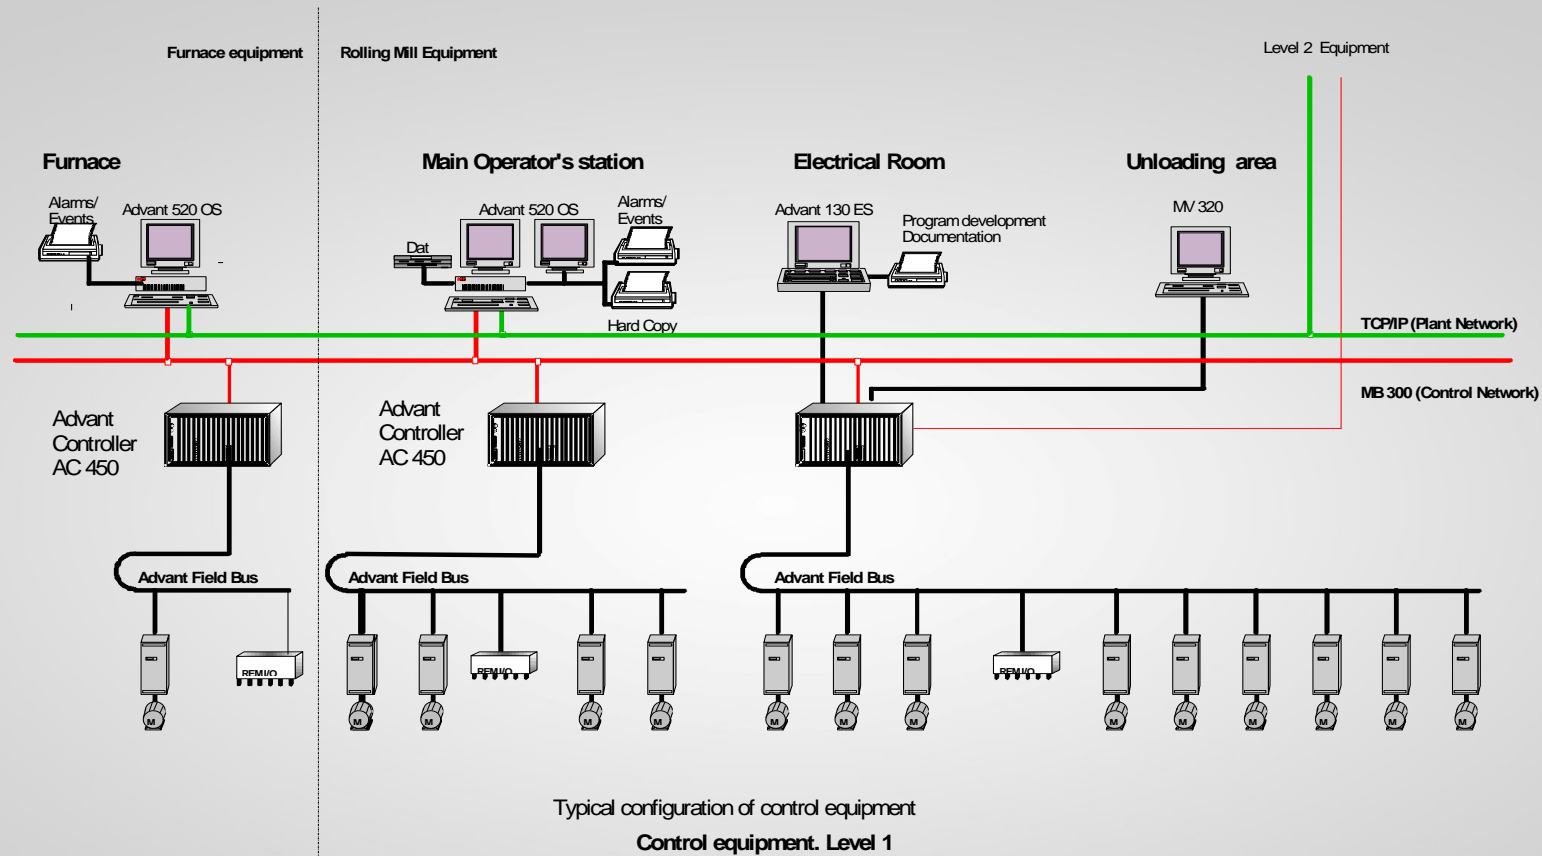 Furnace equipment
Rolling Mill Equipment
Level 2 Equipment
Furnace
Main Operator's station
Electrical Room
Unloading area
Alarms/
Events
Advant 520 OS
Dat
Advant 520 OS
Alarms/
Events
Hard Copy
Advant 130 ES
Program development
Documentation
MV 320
TCP/IP (Plant Network)
MB 300 (Control Network)
Advant
Controller
AC 450
Advant
Controller
AC 450
Advant Field Bus
Advant Field Bus
Advant Field Bus
REM I/O
REM I/O
REM I/O
M
M
M
M
M
M
M
M
M
M
M
M
M
M
Typical configuration of control equipment
Control equipment. Level 1